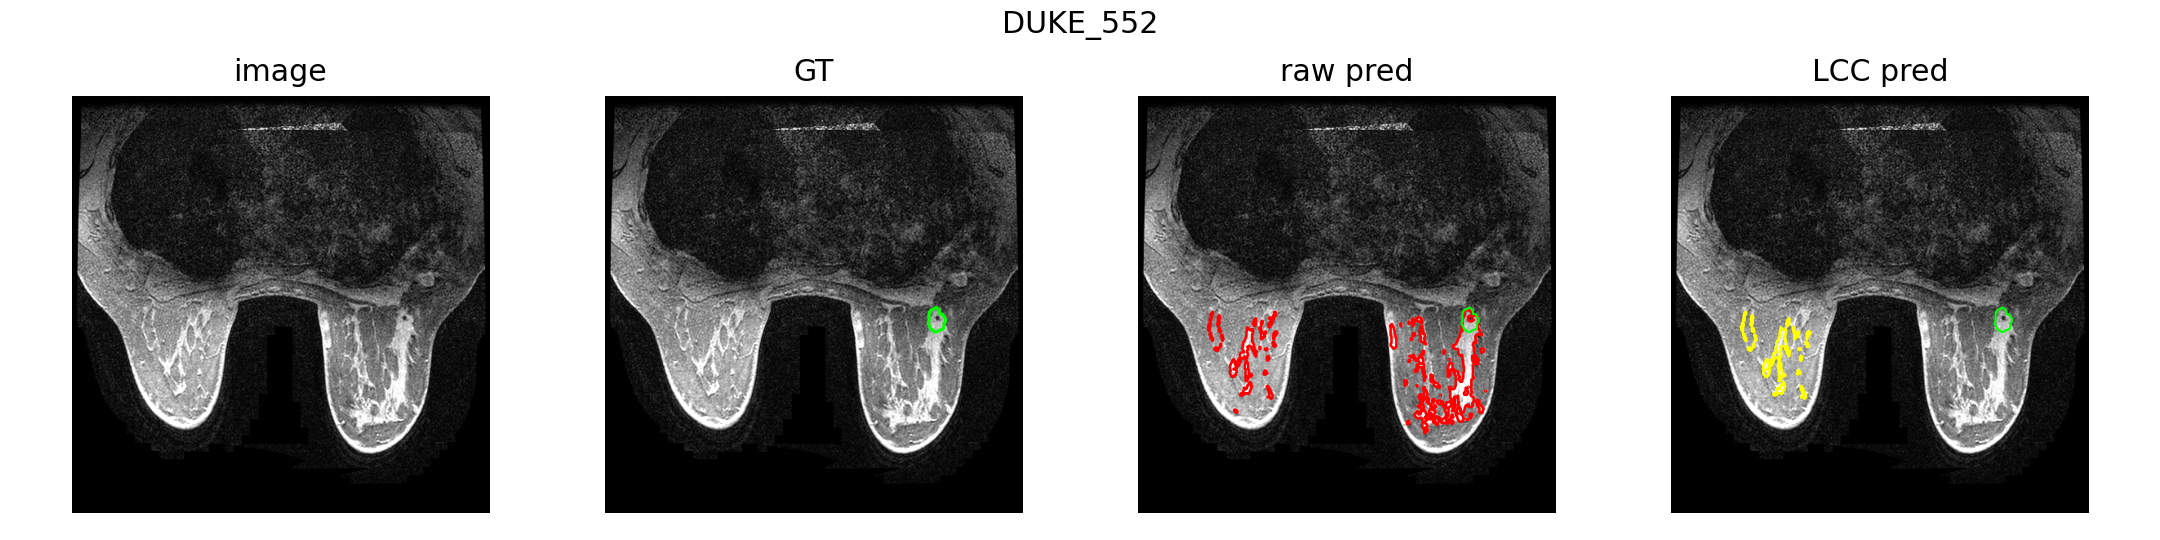 DUKE_552
image
GT
raw pred
LCC pred